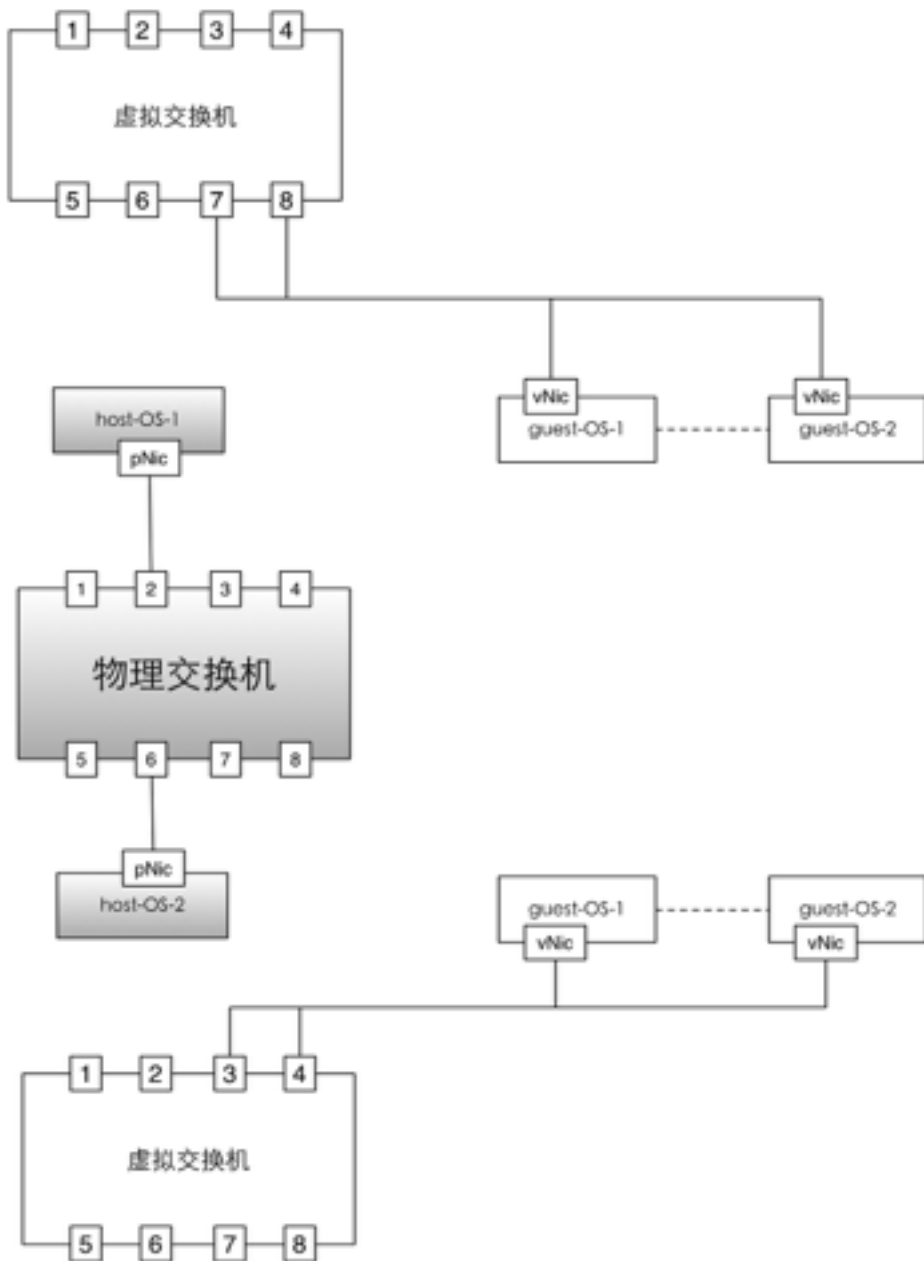 1 2 3 4
虚拟交换机
5 6 7 8
vNic vNic
guest-OS-1 guest-OS-2
host-OS-1
pNic
1 2 3 4
物理交换机
5 6 7 8
pNic
host-OS-2
guest-OS-1 guest-OS-2
vNic vNic
1 2 3 4
虚拟交换机
5 6 7 8